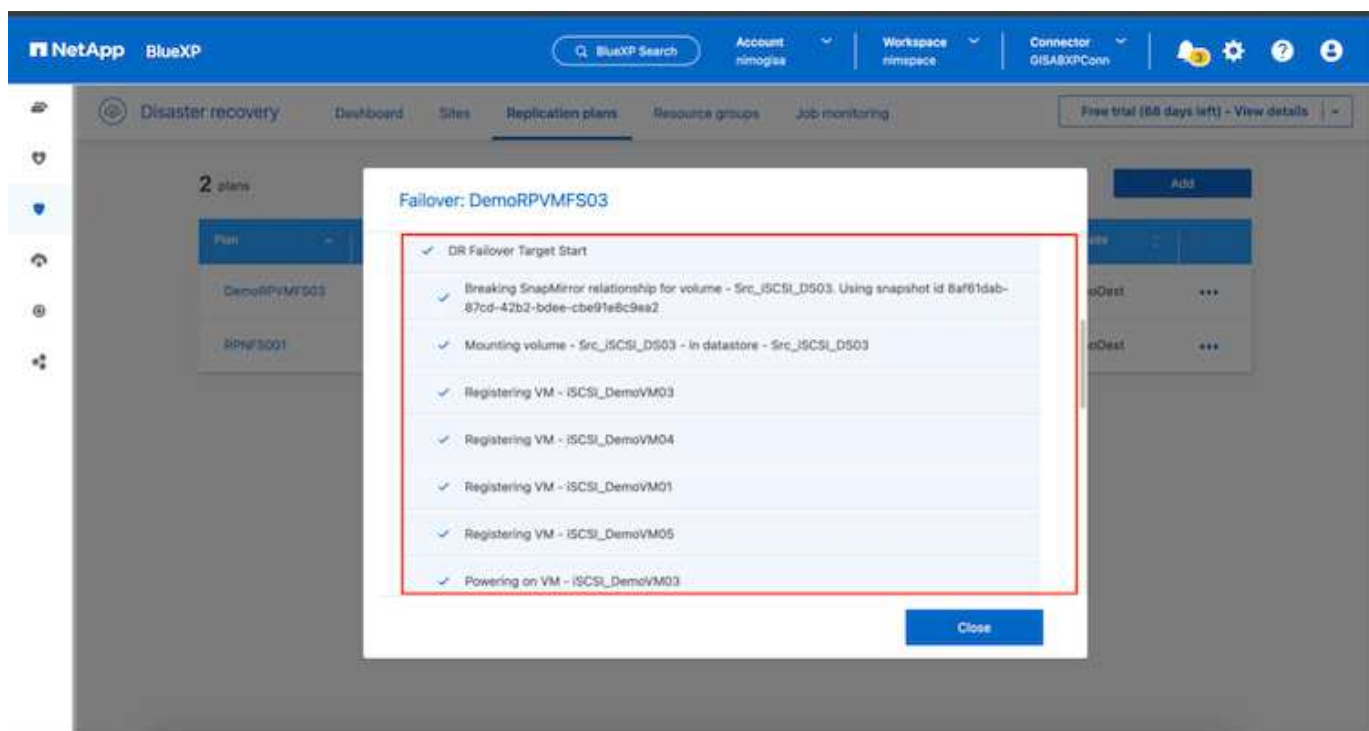 NetApp BlueXP BlueXP Search Account Workspace Connector
nimogisa nimspace GISABXPConn 3
Disaster recovery Dashboard Sites Replication plans Resource groups Job monitoring Free trial (68 days left) - View details
2 plans Add
Failover: DemoRPVMFS03
Plan
DR Failover Target Start
Breaking SnapMirror relationship for volume - Src_iSCSI_DS03. Using snapshot id 8af61dab-
87cd-42b2-bdee-cbe91e8c9ea2
DemoRPVMFS03
Mounting volume - Src_iSCSI_DS03 - in datastore - Src_iSCSI_DS03
RPNFS001
Registering VM - iSCSI_DemoVM03
Registering VM - iSCSI_DemoVM04
Registering VM - iSCSI_DemoVM01
Registering VM - iSCSI_DemoVM05
Powering on VM - iSCSI_DemoVM03
Close